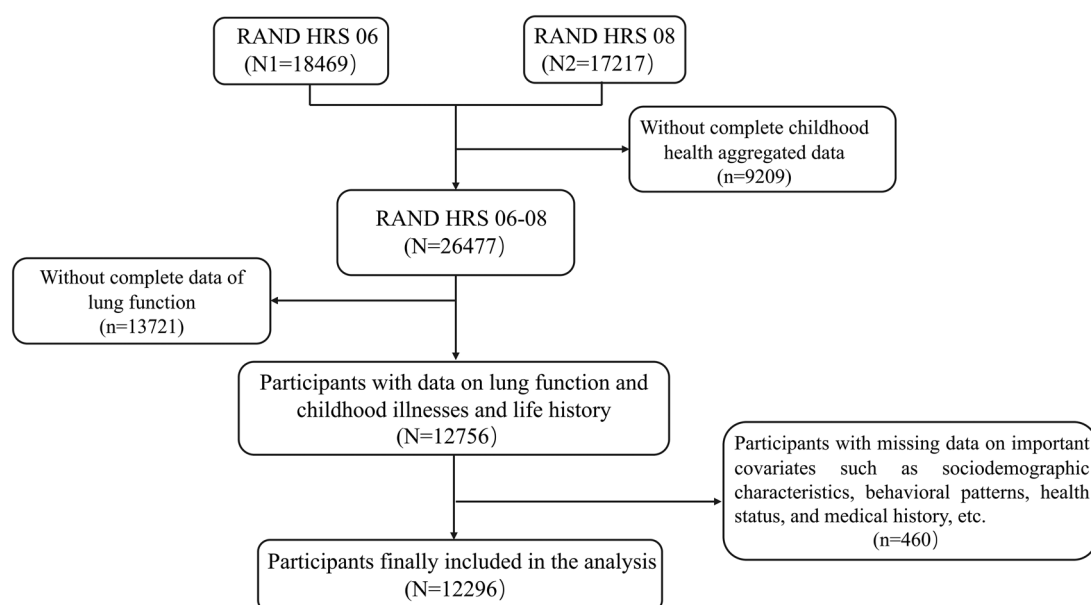 RAND HRS 06
(N1=18469)
RAND HRS 08
(N2=17217)
Without complete childhood
health aggregated data
(n=9209)
RAND HRS 06-08
(N=26477)
Without complete data of
lung function
(n=13721)
Participants with data on lung function and
childhood illnesses and life history
(N=12756)
Participants with missing data on important
covariates such as sociodemographic
characteristics, behavioral patterns, health
status, and medical history, etc.
(n=460)
Participants finally included in the analysis
(N=12296)